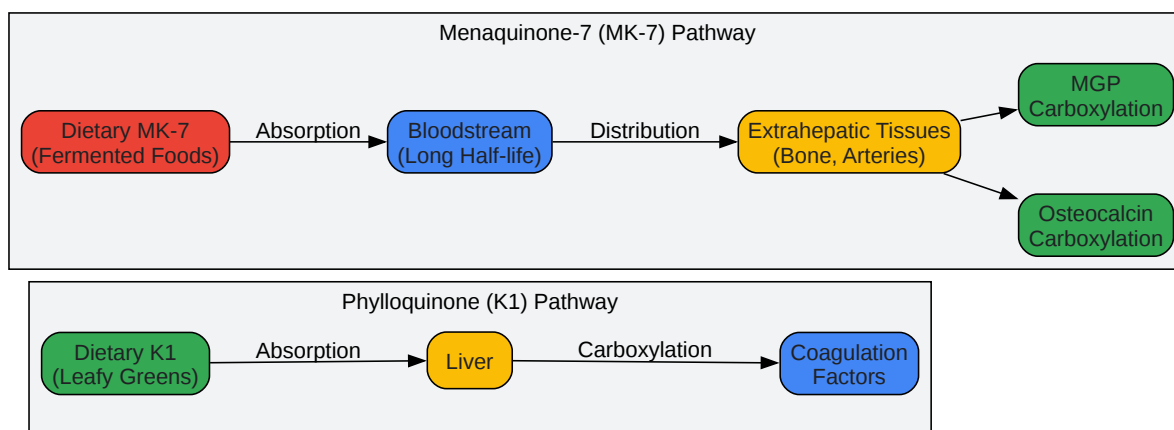 Menaquinone-7 (MK-7) Pathway
Dietary MK-7
(Fermented Foods)
Absorption
Bloodstream
(Long Half-life)
Distribution
Extrahepatic Tissues
(Bone, Arteries)
MGP
Carboxylation
Osteocalcin
Carboxylation
Phylloquinone (K1) Pathway
Dietary K1
(Leafy Greens)
Absorption
Liver
Carboxylation
Coagulation
Factors